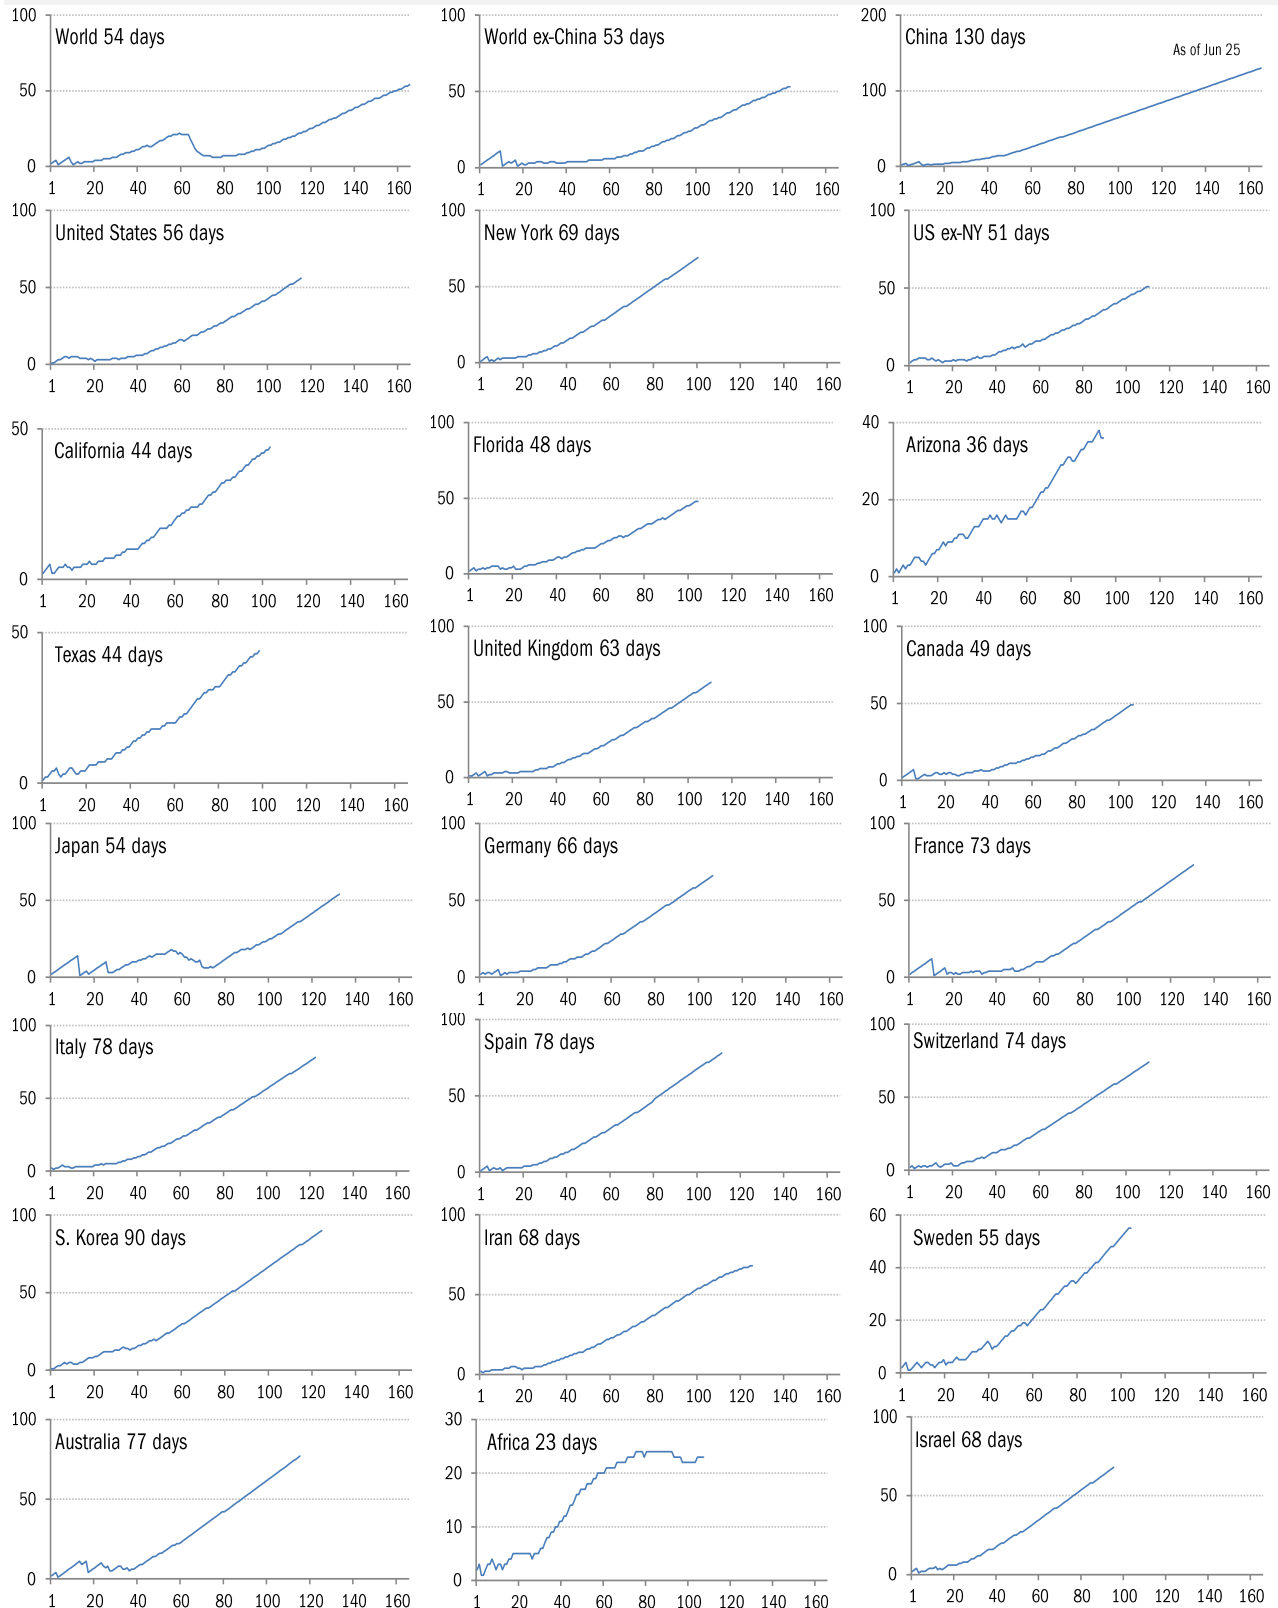 100
World 54 days
50
0
1 20 40 60 80 100 120 140 160
100
World ex-China 53 days
50
0
1 20 40 60 80 100 120 140 160
200
China 130 days
As of Jun 25
100
0
1 20 40 60 80 100 120 140 160
100
United States 56 days
50
0
1 20 40 60 80 100 120 140 160
100
New York 69 days
50
0
1 20 40 60 80 100 120 140 160
100
US ex-NY 51 days
50
0
1 20 40 60 80 100 120 140 160
50
California 44 days
0
1 20 40 60 80 100 120 140 160
100
Florida 48 days
50
0
1 20 40 60 80 100 120 140 160
40
Arizona 36 days
20
0
1 20 40 60 80 100 120 140 160
50
Texas 44 days
0
1 20 40 60 80 100 120 140 160
100
United Kingdom 63 days
50
0
1 20 40 60 80 100 120 140 160
100
Canada 49 days
50
0
1 20 40 60 80 100 120 140 160
100
Japan 54 days
50
0
1 20 40 60 80 100 120 140 160
100
Germany 66 days
50
0
1 20 40 60 80 100 120 140 160
100
France 73 days
50
0
1 20 40 60 80 100 120 140 160
100
Italy 78 days
50
0
1 20 40 60 80 100 120 140 160
100
Spain 78 days
50
0
1 20 40 60 80 100 120 140 160
100
Switzerland 74 days
50
0
1 20 40 60 80 100 120 140 160
100
S. Korea 90 days
50
0
1 20 40 60 80 100 120 140 160
100
Iran 68 days
50
0
1 20 40 60 80 100 120 140 160
60
Sweden 55 days
40
20
0
1 20 40 60 80 100 120 140 160
100
Australia 77 days
50
0
1 20 40 60 80 100 120 140 160
30
Africa 23 days
20
10
0
1 20 40 60 80 100 120 140 160
100
Israel 68 days
50
0
1 20 40 60 80 100 120 140 160